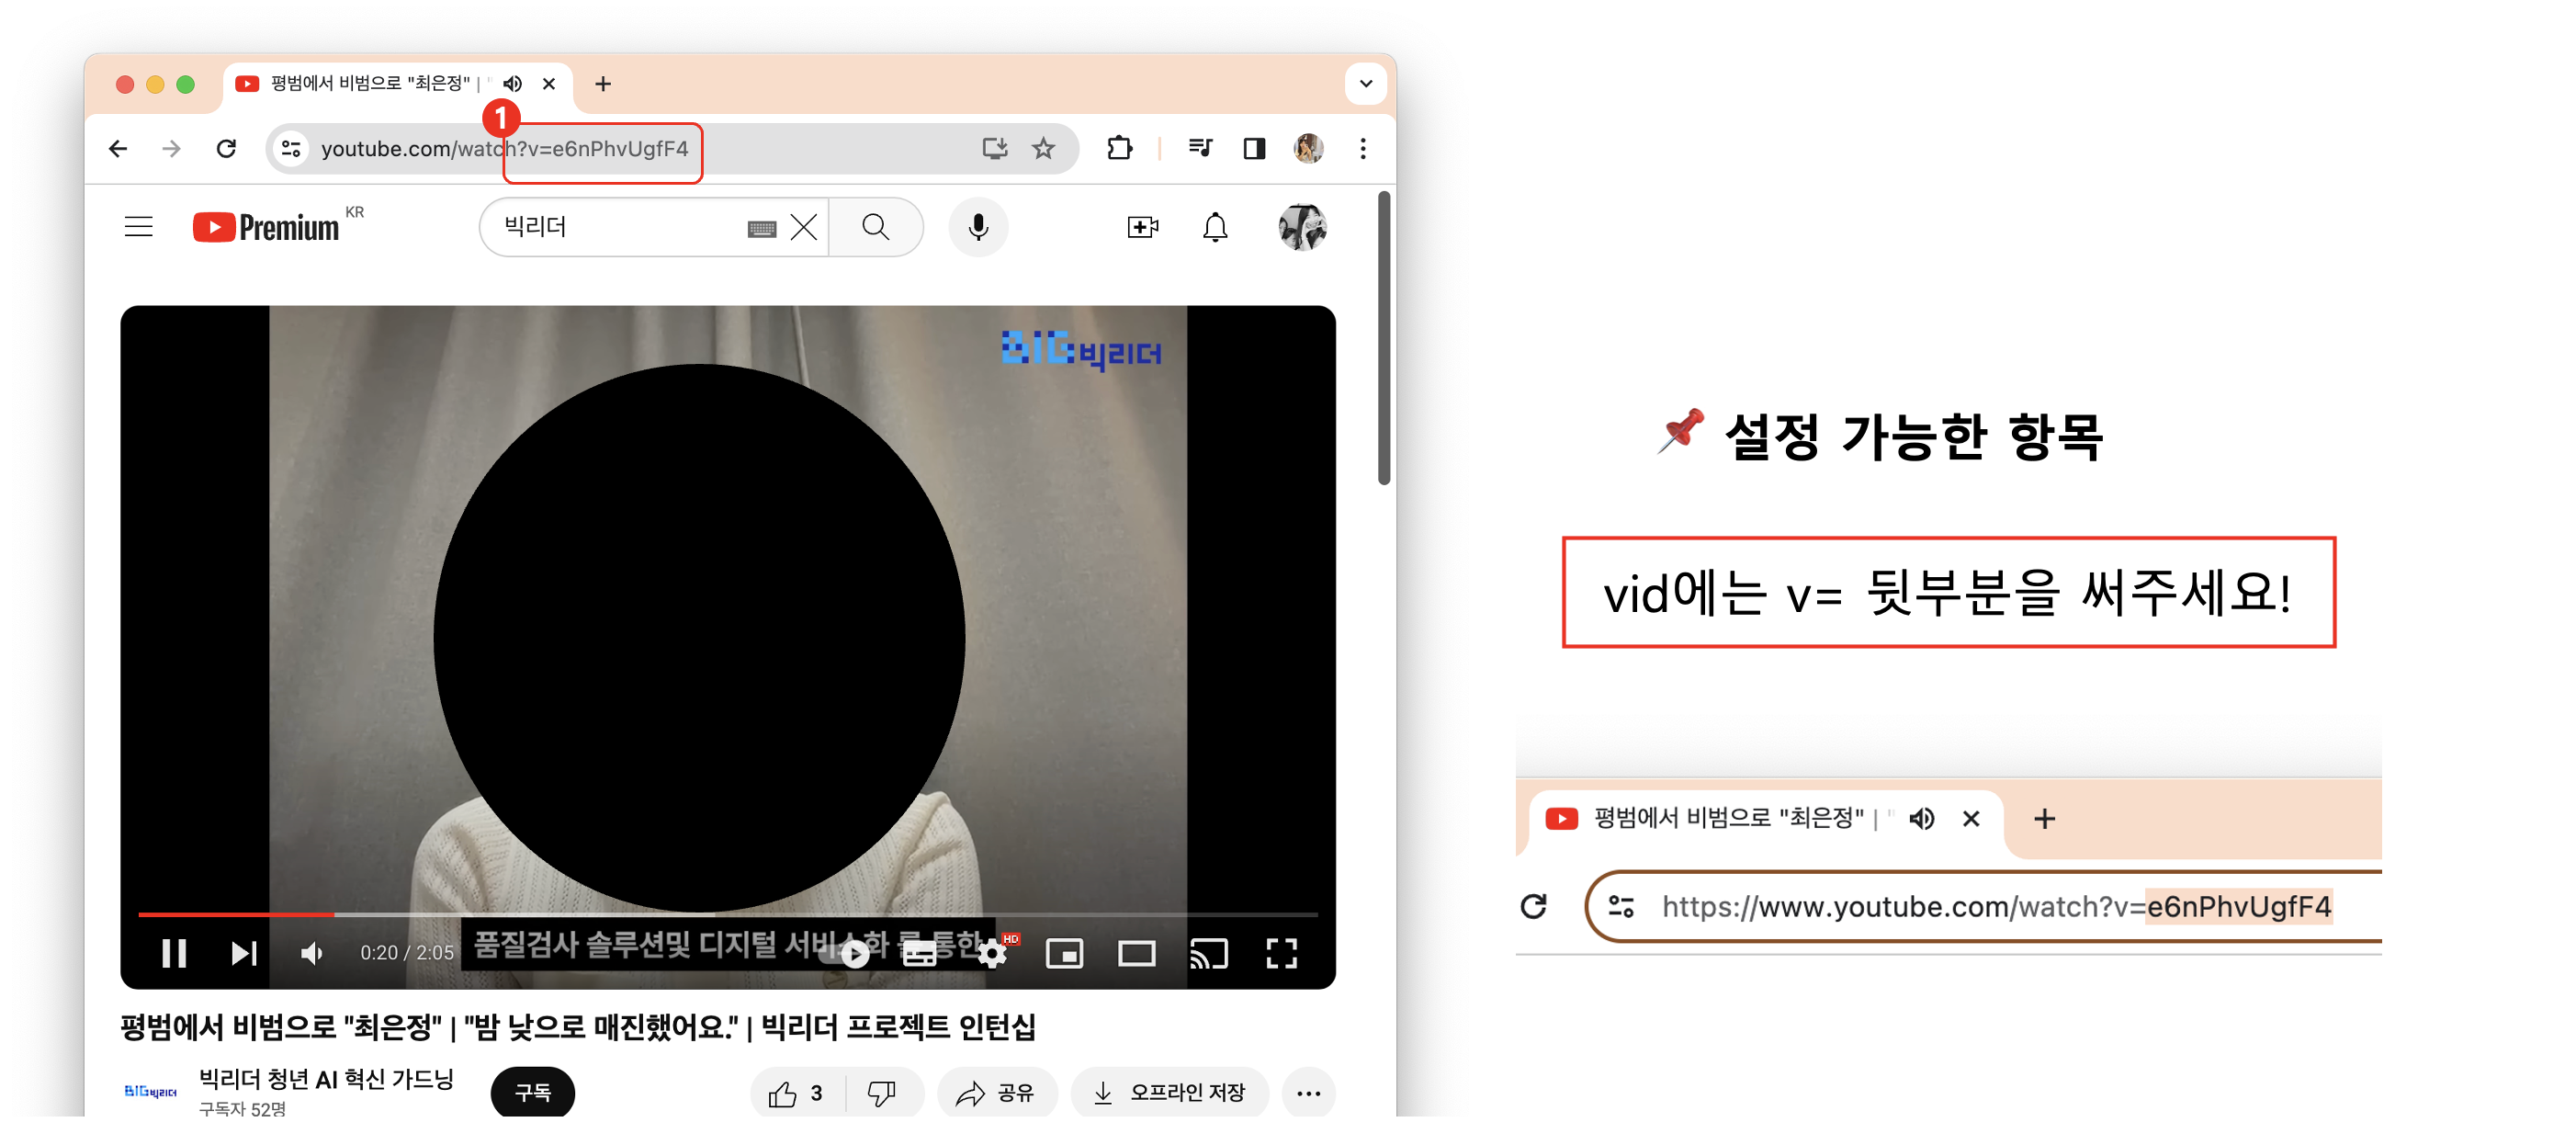 평범에서 비범으로 "최은정" | "
1
youtube.com/watch?v=e6nPhvUgfF4
Premium KR
빅리더
BIG빅리더
0:20 / 2:05
품질검사 솔루션및 디지털 서비스화 를 통한
HD
평범에서 비범으로 "최은정" | "밤 낮으로 매진했어요." | 빅리더 프로젝트 인턴십
BIG빅리더
빅리더 청년 AI 혁신 가드닝
구독자 52명
구독
3
공유
오프라인 저장
설정 가능한 항목
vid에는 v= 뒷부분을 써주세요!
평범에서 비범으로 "최은정" | "
https://www.youtube.com/watch?v=e6nPhvUgfF4